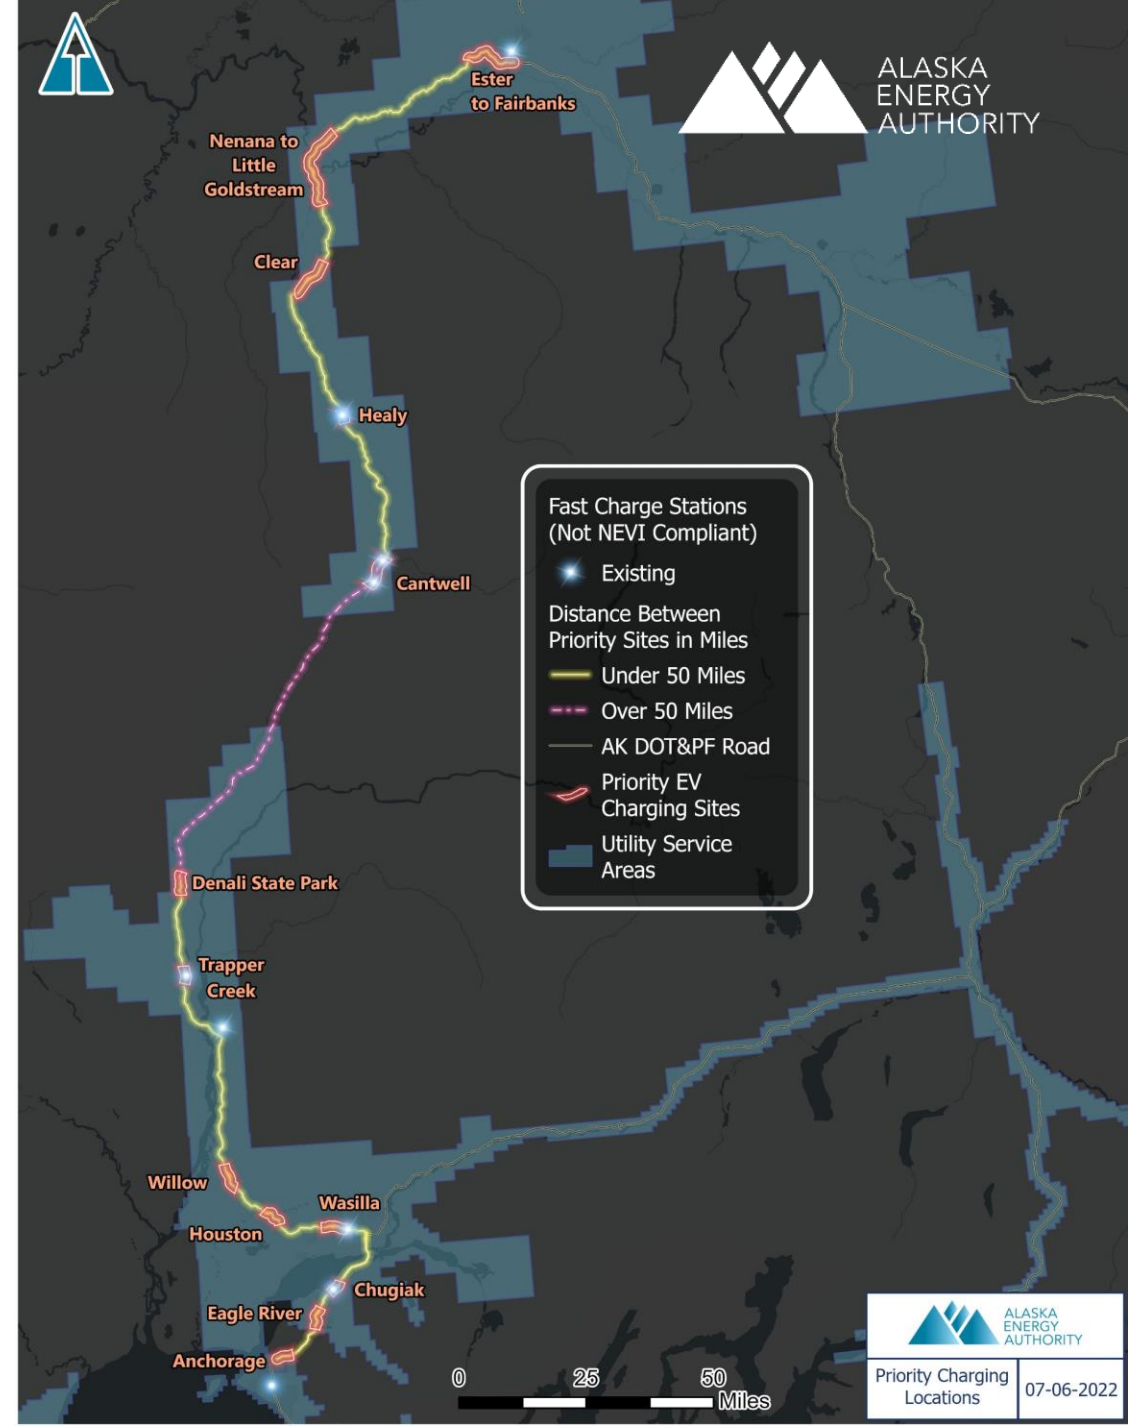 ALASKA
ENERGY
AUTHORITY
Ester
to Fairbanks
Nenana to
Little
Goldstream
Clear
Healy
Cantwell
Fast Charge Stations
(Not NEVI Compliant)
Existing
Distance Between
Priority Sites in Miles
Under 50 Miles
Over 50 Miles
AK DOT&PF Road
Priority EV
Charging Sites
Utility Service
Areas
Denali State Park
Trapper
Creek
Willow
Wasilla
Houston
Chugiak
Eagle River
Anchorage
0 25 50
Miles
ALASKA
ENERGY
AUTHORITY
Priority Charging
Locations
07-06-2022